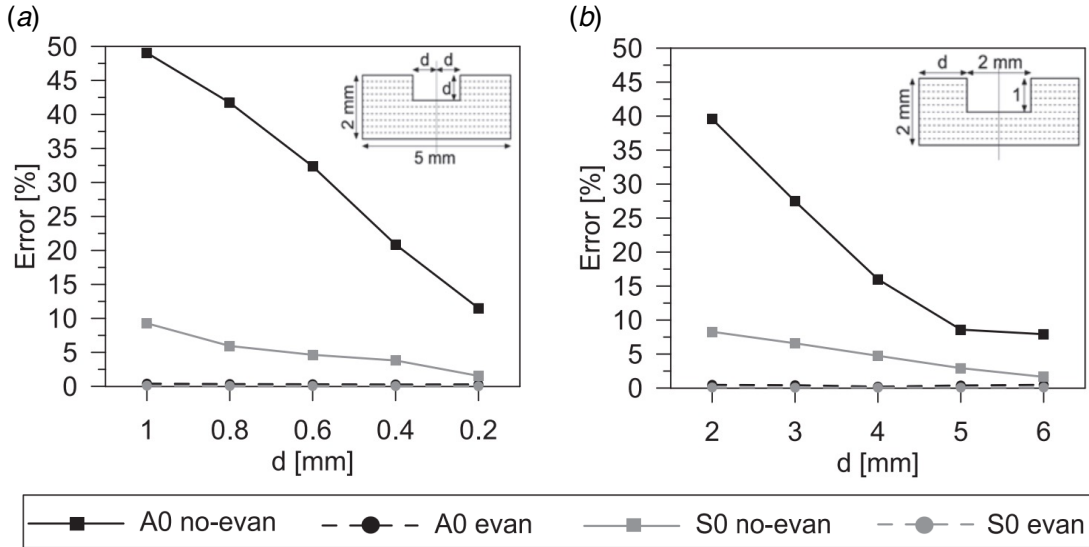 (a)
50
45
40
35
30
25
20
15
10
5
0
Error [%]
1 0.8 0.6 0.4 0.2
d [mm]
d d
d
2 mm
5 mm
(b)
50
45
40
35
30
25
20
15
10
5
0
Error [%]
2 3 4 5 6
d [mm]
d 2 mm
1
2 mm
A0 no-evan A0 evan S0 no-evan S0 evan